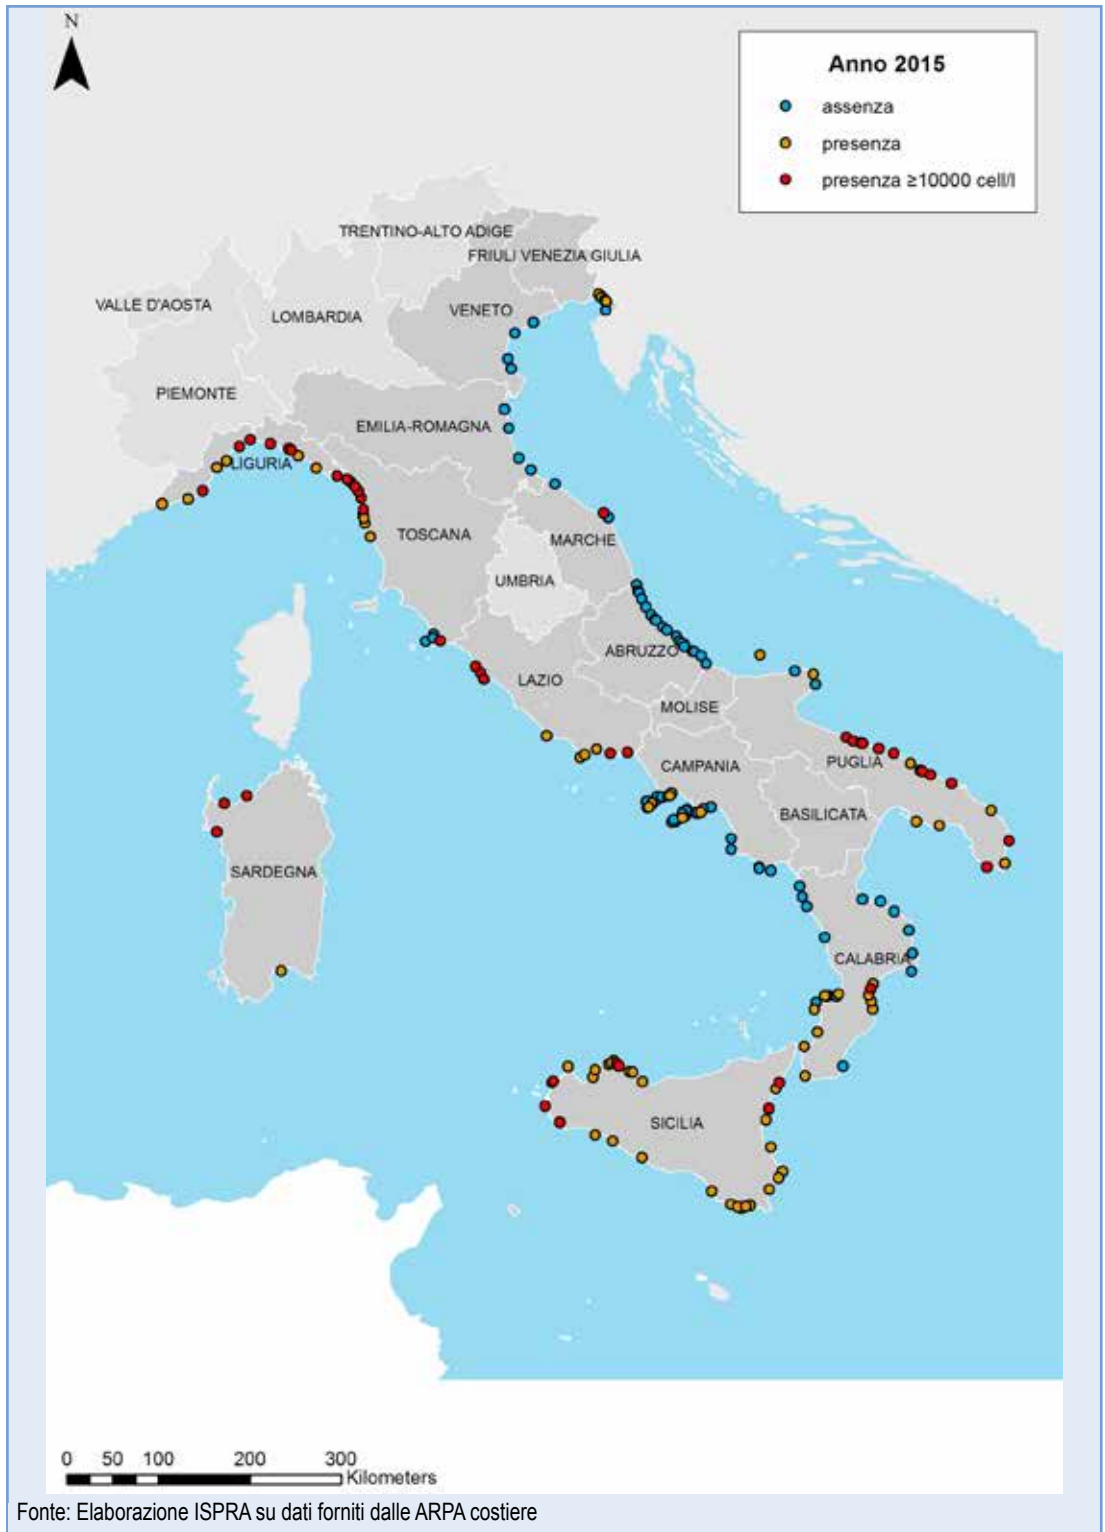 N
Anno 2015
assenza
presenza
presenza ≥10000 cell/l
TRENTINO-ALTO ADIGE
FRIULI VENEZIA GIULIA
VALLE D'AOSTA
LOMBARDIA
VENETO
PIEMONTE
EMILIA-ROMAGNA
LIGURIA
TOSCANA
MARCHE
UMBRIA
ABRUZZO
LAZIO
MOLISE
CAMPANIA
PUGLIA
BASILICATA
SARDEGNA
CALABRIA
SICILIA
0 50 100 200 300
Kilometers
Fonte: Elaborazione ISPRA su dati forniti dalle ARPA costiere